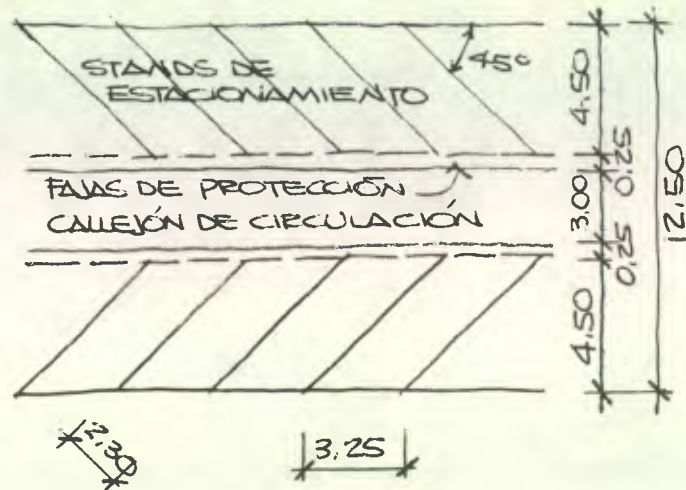 STANDS DE
ESTACIONAMIENTO
45°
FAJAS DE PROTECCIÓN
CALLEJÓN DE CIRCULACIÓN
4.50
0.25
3.00
0.25
4.50
12.50
2.30
3.25